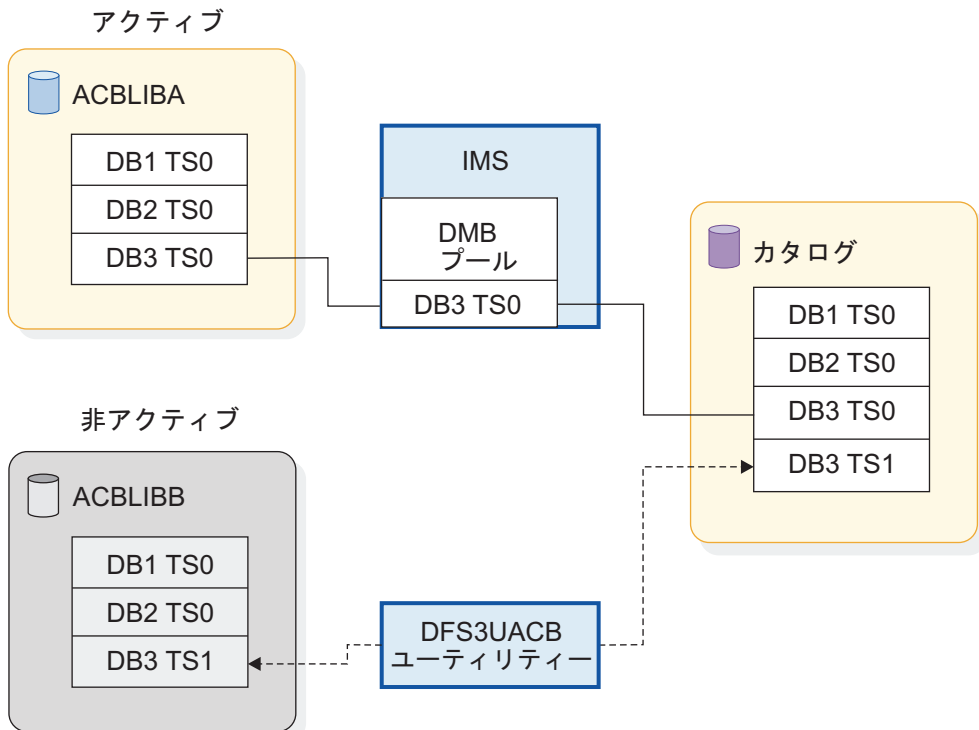 アクティブ
ACBLIBA
DB1 TS0
DB2 TS0
DB3 TS0
IMS
DMB
プール
DB3 TS0
カタログ
DB1 TS0
DB2 TS0
DB3 TS0
DB3 TS1
非アクティブ
ACBLIBB
DB1 TS0
DB2 TS0
DB3 TS1
DFS3UACB
ユーティリティー